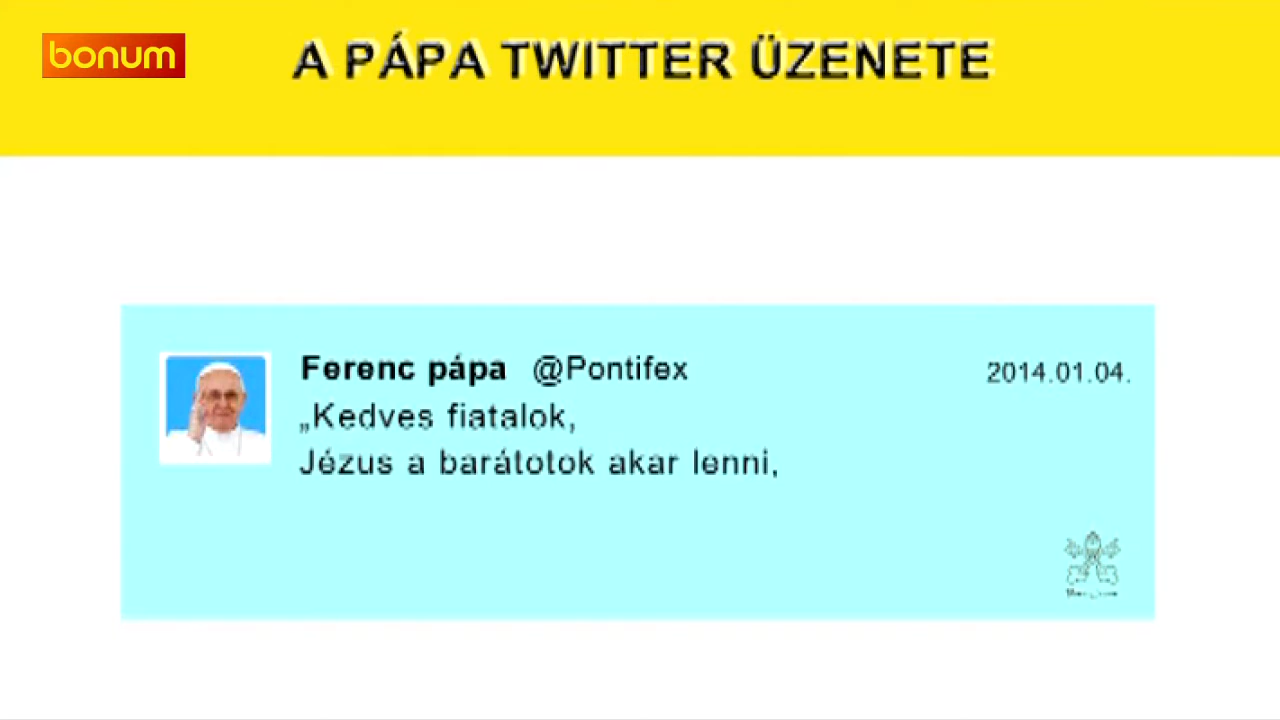 bonum
A PÁPA TWITTER ÜZENETE
Ferenc pápa @Pontifex 2014.01.04.
„Kedves fiatalok,
Jézus a barátotok akar lenni,